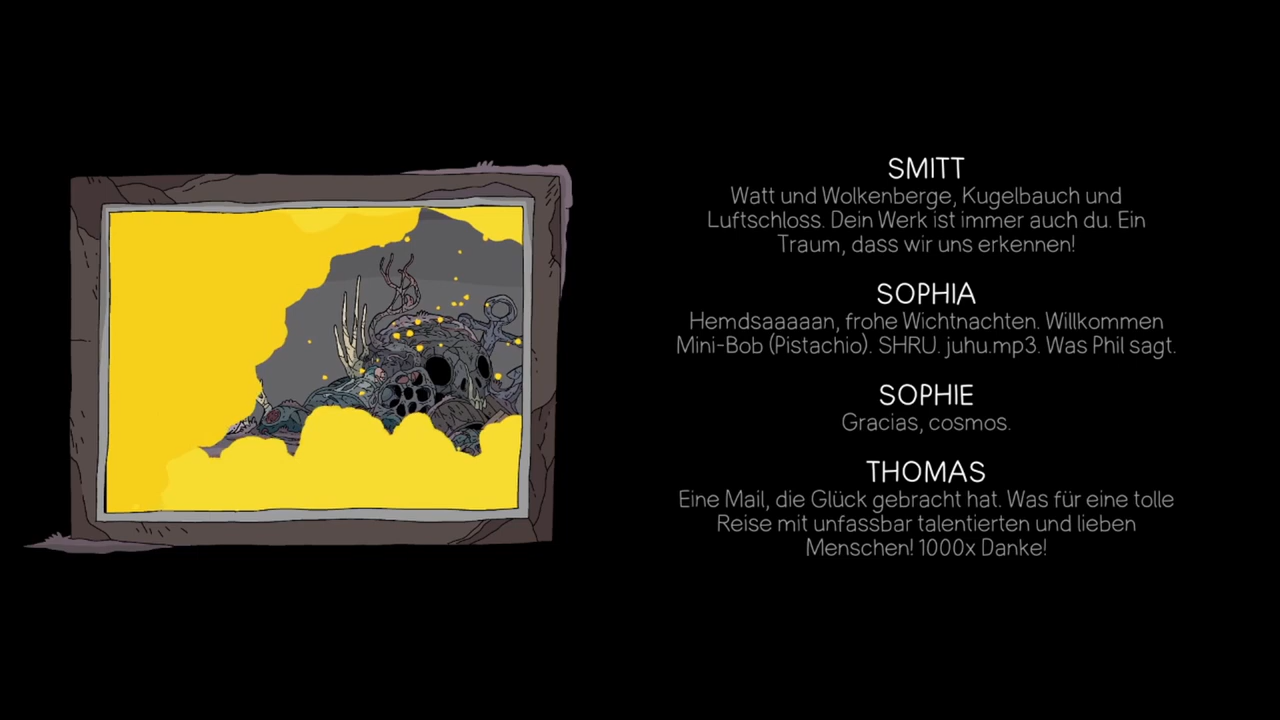 SMITT
Watt und Wolkenberge, Kugelbauch und
Luftschloss. Dein Werk ist immer auch du. Ein
Traum, dass wir uns erkennen!
SOPHIA
Hemdsaaaaan, frohe Wichtnachten. Willkommen
Mini-Bob (Pistachio). SHRU. juhu.mp3. Was Phil sagt.
SOPHIE
Gracias, cosmos.
THOMAS
Eine Mail, die Glück gebracht hat. Was für eine tolle
Reise mit unfassbar talentierten und lieben
Menschen! 1000x Danke!